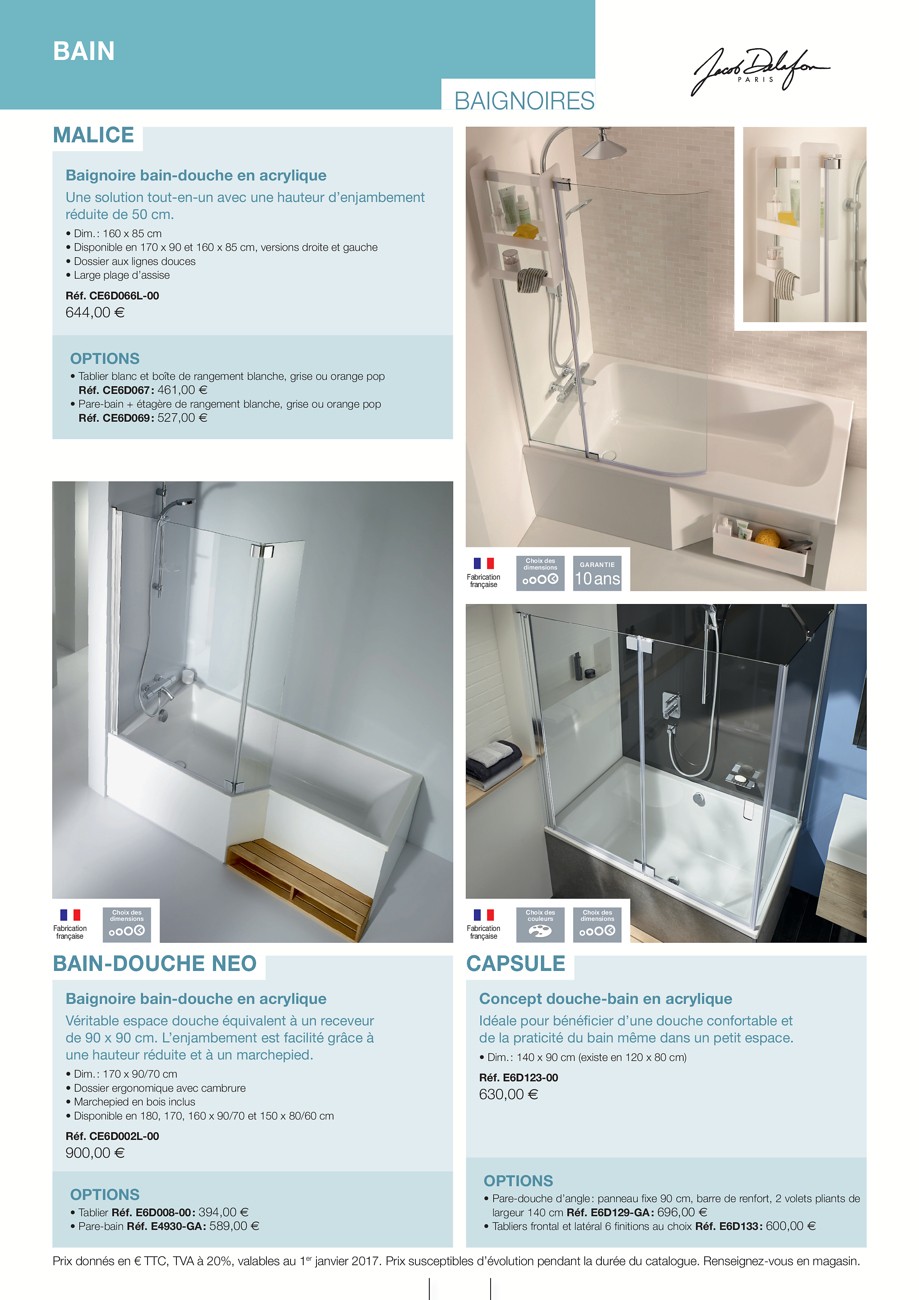 BAIN
Jacob Delafon
PARIS
BAIGNOIRES
MALICE
Baignoire bain-douche en acrylique
Une solution tout-en-un avec une hauteur d’enjambement
réduite de 50 cm.
• Dim. : 160 x 85 cm
• Disponible en 170 x 90 et 160 x 85 cm, versions droite et gauche
• Dossier aux lignes douces
• Large plage d’assise
Réf. CE6D066L-00
644,00 €
OPTIONS
• Tablier blanc et boîte de rangement blanche, grise ou orange pop
Réf. CE6D067 : 461,00 €
• Pare-bain + étagère de rangement blanche, grise ou orange pop
Réf. CE6D069 : 527,00 €
Fabrication
française
Choix des
dimensions
GARANTIE
10 ans
Fabrication
française
Choix des
dimensions
Fabrication
française
Choix des
couleurs
Choix des
dimensions
BAIN-DOUCHE NEO
Baignoire bain-douche en acrylique
Véritable espace douche équivalent à un receveur
de 90 x 90 cm. L’enjambement est facilité grâce à
une hauteur réduite et à un marchepied.
• Dim. : 170 x 90/70 cm
• Dossier ergonomique avec cambrure
• Marchepied en bois inclus
• Disponible en 180, 170, 160 x 90/70 et 150 x 80/60 cm
Réf. CE6D002L-00
900,00 €
OPTIONS
• Tablier Réf. E6D008-00 : 394,00 €
• Pare-bain Réf. E4930-GA : 589,00 €
CAPSULE
Concept douche-bain en acrylique
Idéale pour bénéficier d’une douche confortable et
de la praticité du bain même dans un petit espace.
• Dim. : 140 x 90 cm (existe en 120 x 80 cm)
Réf. E6D123-00
630,00 €
OPTIONS
• Pare-douche d’angle : panneau fixe 90 cm, barre de renfort, 2 volets pliants de
largeur 140 cm Réf. E6D129-GA : 696,00 €
• Tabliers frontal et latéral 6 finitions au choix Réf. E6D133 : 600,00 €
Prix donnés en € TTC, TVA à 20%, valables au 1er janvier 2017. Prix susceptibles d’évolution pendant la durée du catalogue. Renseignez-vous en magasin.